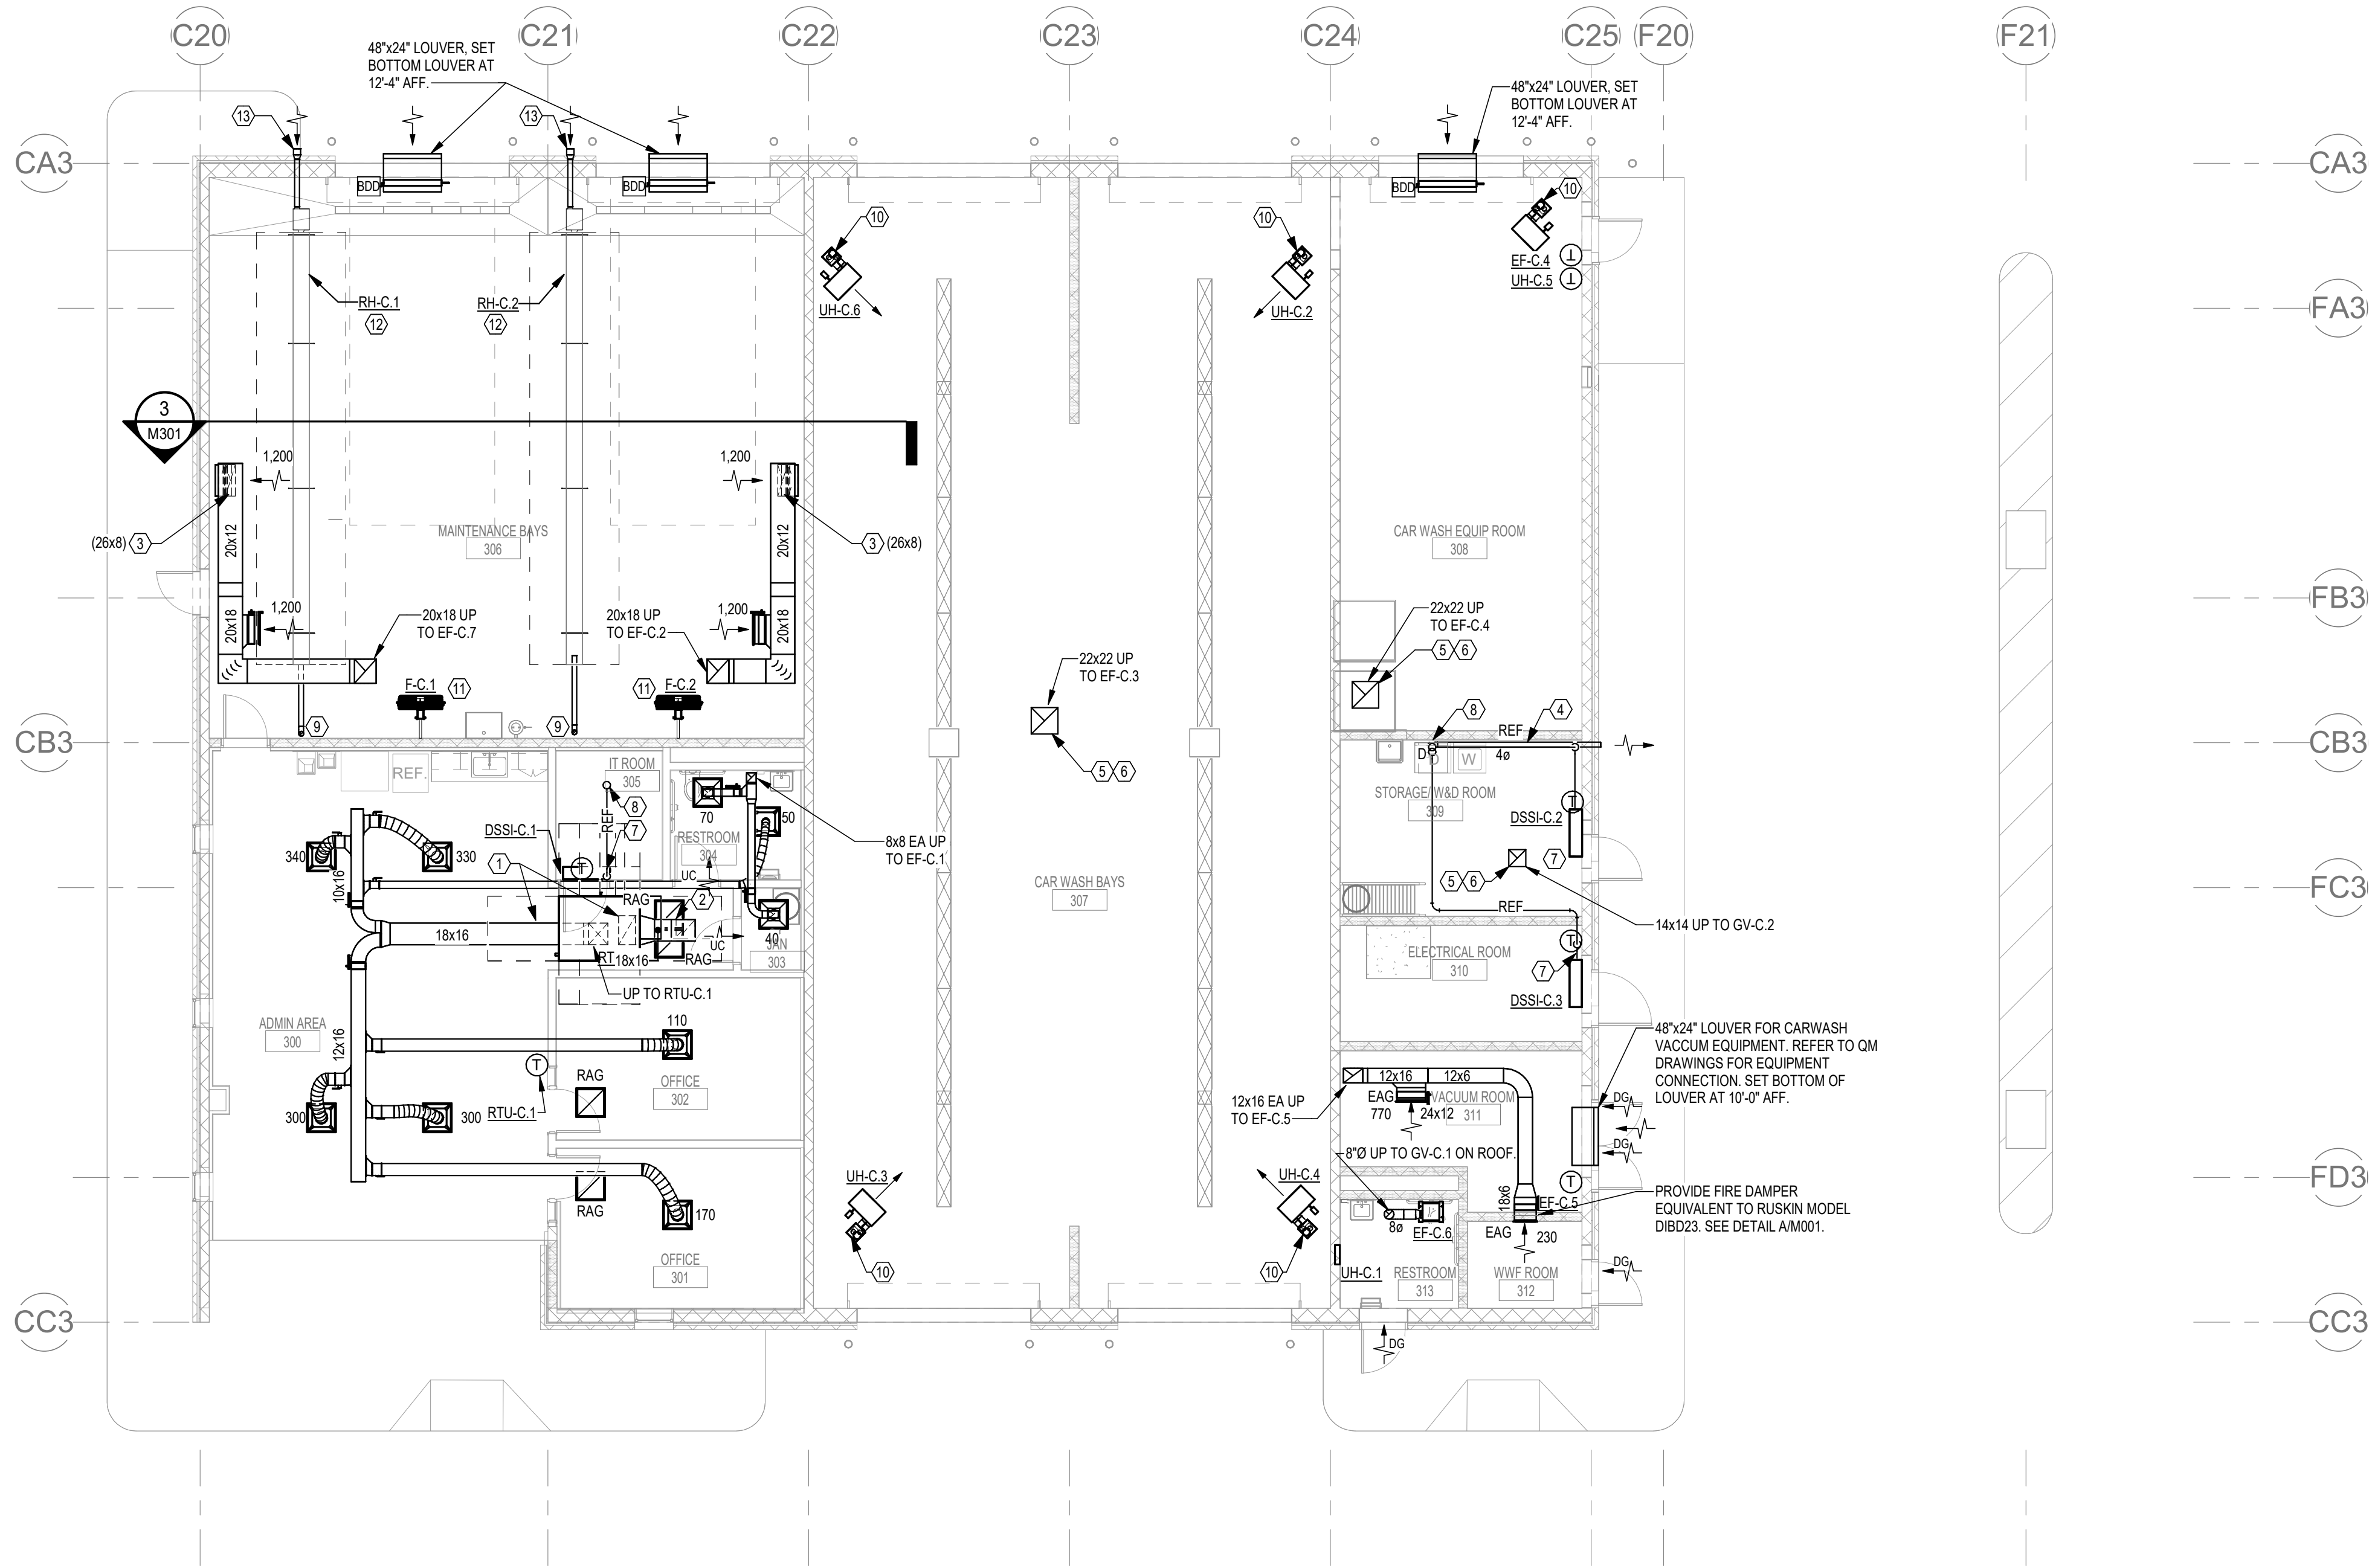 C20
C21
C22
C23
C24
C25
F20
F21
48"x24" LOUVER, SET
BOTTOM LOUVER AT
12'-4" AFF.
48"x24" LOUVER, SET
BOTTOM LOUVER AT
12'-4" AFF.
13
13
CA3
CA3
BDD
BDD
BDD
10
10
10
EF-C.4
UH-C.5
T
T
RH-C.1
12
RH-C.2
12
UH-C.6
UH-C.2
FA3
3
M301
1,200
1,200
(26x8)
3
20x12
MAINTENANCE BAYS
306
20x12
3
(26x8)
CAR WASH EQUIP ROOM
308
FB3
1,200
20x18
20x18 UP
TO EF-C.7
20x18 UP
TO EF-C.2
1,200
20x18
22x22 UP
TO EF-C.4
5
6
22x22 UP
TO EF-C.3
5
6
F-C.1
11
11
F-C.2
9
9
8
4
REF
CB3
CB3
D
D
W
4ø
REF.
IT ROOM
305
8
REF
7
70
50
RESTROOM
304
8x8 EA UP
TO EF-C.1
STORAGE/W&D ROOM
309
T
DSSI-C.2
DSSI-C.1
T
1
340
330
10x16
UC
RAG
2
5
6
7
CAR WASH BAYS
307
FC3
REF
14x14 UP TO GV-C.2
18x16
RT
18x16
RAG
UC
40
JAN
303
UP TO RTU-C.1
T
ELECTRICAL ROOM
310
7
DSSI-C.3
ADMIN AREA
300
12x16
110
T
RTU-C.1
RAG
OFFICE
302
300
300
48"x24" LOUVER FOR CARWASH
VACCUM EQUIPMENT. REFER TO QM
DRAWINGS FOR EQUIPMENT
CONNECTION. SET BOTTOM OF
LOUVER AT 10'-0" AFF.
12x16
12x6
12x16 EA UP
TO EF-C.5
EAG
770
24x12
VACUUM ROOM
311
DG
DG
8"Ø UP TO GV-C.1 ON ROOF.
RAG
170
UH-C.3
UH-C.4
T
FD3
18x6
EF-C.5
PROVIDE FIRE DAMPER
EQUIVALENT TO RUSKIN MODEL
DIBD23. SEE DETAIL A/M001.
8ø
EF-C.6
EAG
230
OFFICE
301
10
10
UH-C.1
RESTROOM
313
WWF ROOM
312
DG
CC3
CC3
DG